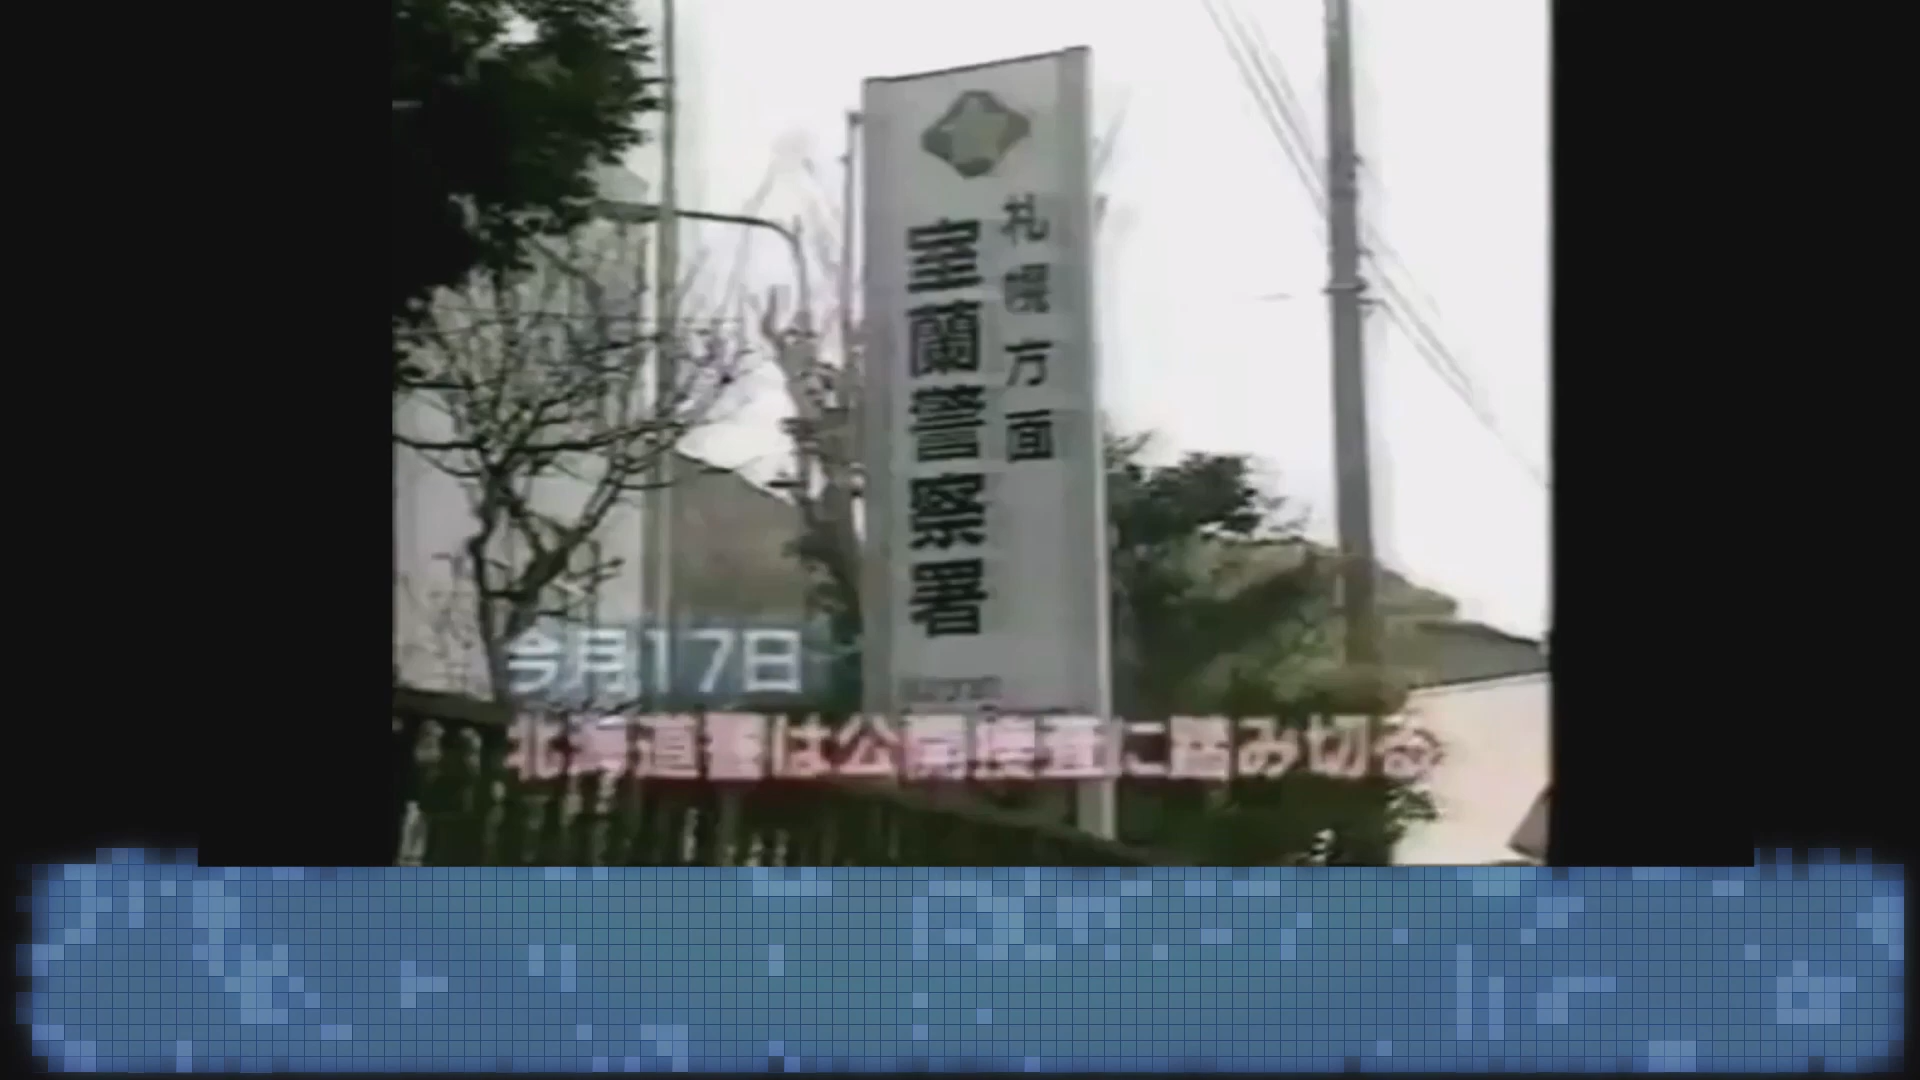 札幌方面
室蘭警察署
今月17日
北海道警は公開捜査に踏み切る